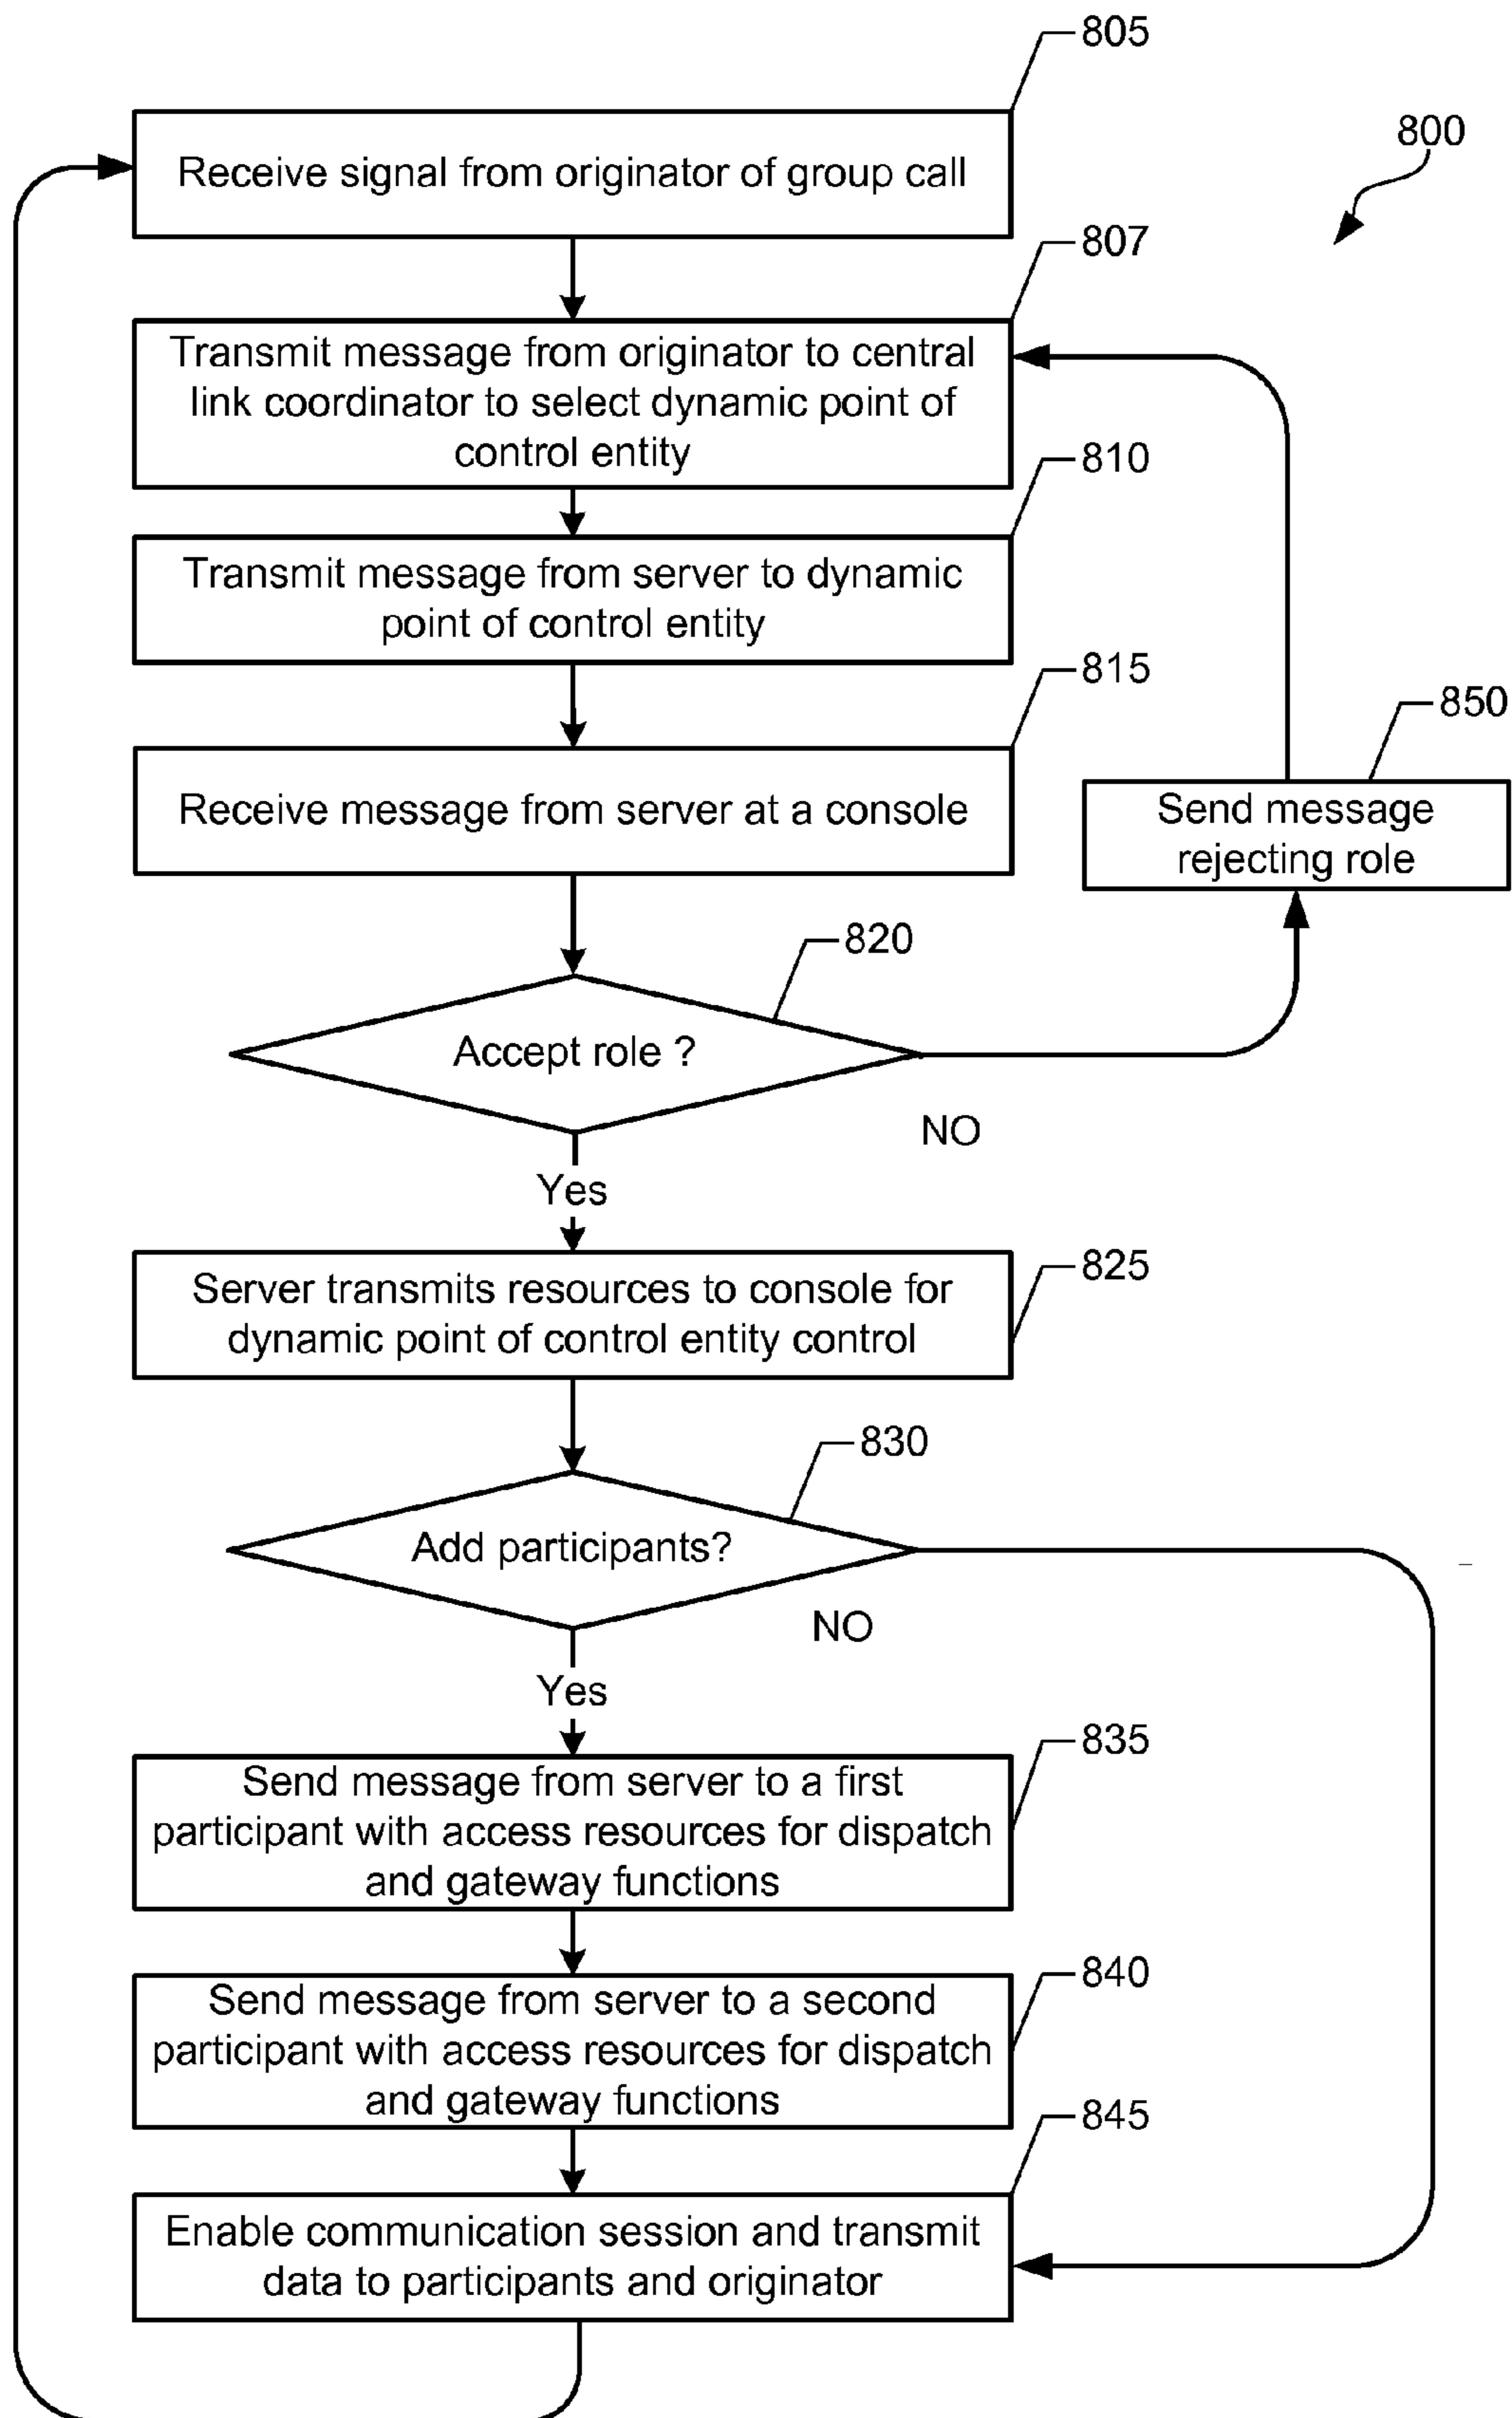 805
800
Receive signal from originator of group call
807
Transmit message from originator to central
link coordinator to select dynamic point of
control entity
810
Transmit message from server to dynamic
point of control entity
815
850
Receive message from server at a console
Send message
rejecting role
820
Accept role ?
NO
Yes
825
Server transmits resources to console for
dynamic point of control entity control
830
Add participants?
NO
Yes
835
Send message from server to a first
participant with access resources for dispatch
and gateway functions
840
Send message from server to a second
participant with access resources for dispatch
and gateway functions
845
Enable communication session and transmit
data to participants and originator